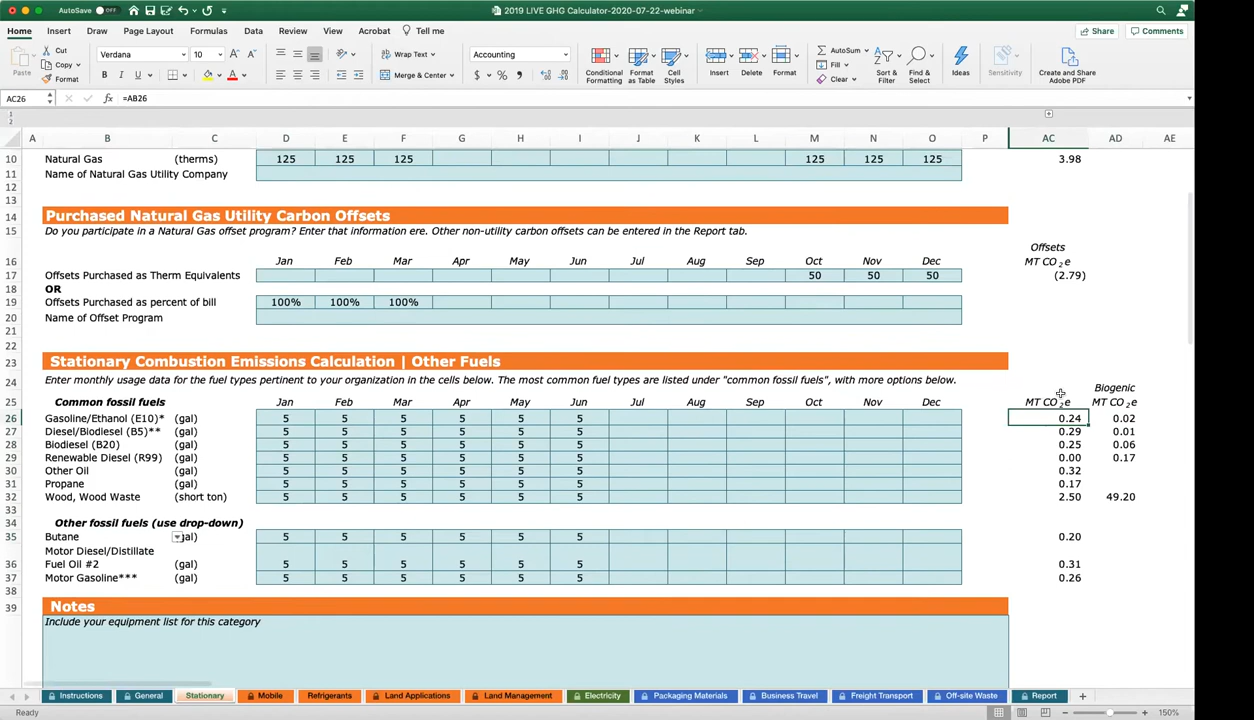 AutoSave OFF 2019 LIVE GHG Calculator-2020-07-22-webinar
Home Insert Draw Page Layout Formulas Data Review View Acrobat Tell me Share Comments
Paste Cut Copy Format Verdana 10 B I U A Wrap Text Merge & Center Accounting $ % Conditional Formatting Format as Table Cell Styles Insert Delete Format AutoSum Fill Clear Sort & Filter Find & Select Ideas Sensitivity Create and Share Adobe PDF
AC26 fx =AB26
1
2
A B C D E F G H I J K L M N O P AC AD AE
10 Natural Gas (therms) 125 125 125 125 125 125 3.98
11 Name of Natural Gas Utility Company
12
13
14 Purchased Natural Gas Utility Carbon Offsets
15 Do you participate in a Natural Gas offset program? Enter that information ere. Other non-utility carbon offsets can be entered in the Report tab.
Offsets
16 Jan Feb Mar Apr May Jun Jul Aug Sep Oct Nov Dec MT CO2e
17 Offsets Purchased as Therm Equivalents 50 50 50 (2.79)
18 OR
19 Offsets Purchased as percent of bill 100% 100% 100%
20 Name of Offset Program
21
22
23 Stationary Combustion Emissions Calculation | Other Fuels
24 Enter monthly usage data for the fuel types pertinent to your organization in the cells below. The most common fuel types are listed under "common fossil fuels", with more options below. Biogenic
25 Common fossil fuels Jan Feb Mar Apr May Jun Jul Aug Sep Oct Nov Dec MT CO2e MT CO2e
26 Gasoline/Ethanol (E10)* (gal) 5 5 5 5 5 5 0.24 0.02
27 Diesel/Biodiesel (B5)** (gal) 5 5 5 5 5 5 0.29 0.01
28 Biodiesel (B20) (gal) 5 5 5 5 5 5 0.25 0.06
29 Renewable Diesel (R99) (gal) 5 5 5 5 5 5 0.00 0.17
30 Other Oil (gal) 5 5 5 5 5 5 0.32
31 Propane (gal) 5 5 5 5 5 5 0.17
32 Wood, Wood Waste (short ton) 5 5 5 5 5 5 2.50 49.20
33
34 Other fossil fuels (use drop-down)
35 Butane gal) 5 5 5 5 5 5 0.20
Motor Diesel/Distillate
36 Fuel Oil #2 (gal) 5 5 5 5 5 5 0.31
37 Motor Gasoline*** (gal) 5 5 5 5 5 5 0.26
38
39 Notes
Include your equipment list for this category
Instructions General Stationary Mobile Refrigerants Land Applications Land Management Electricity Packaging Materials Business Travel Freight Transport Off-site Waste Report
Ready 150%